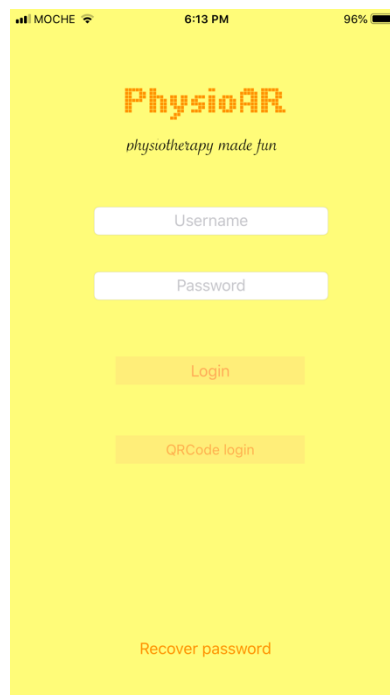 MOCHE 6:13 PM 96%
PhysioAR
physiotherapy made fun
Username
Password
Login
QRCode login
Recover password